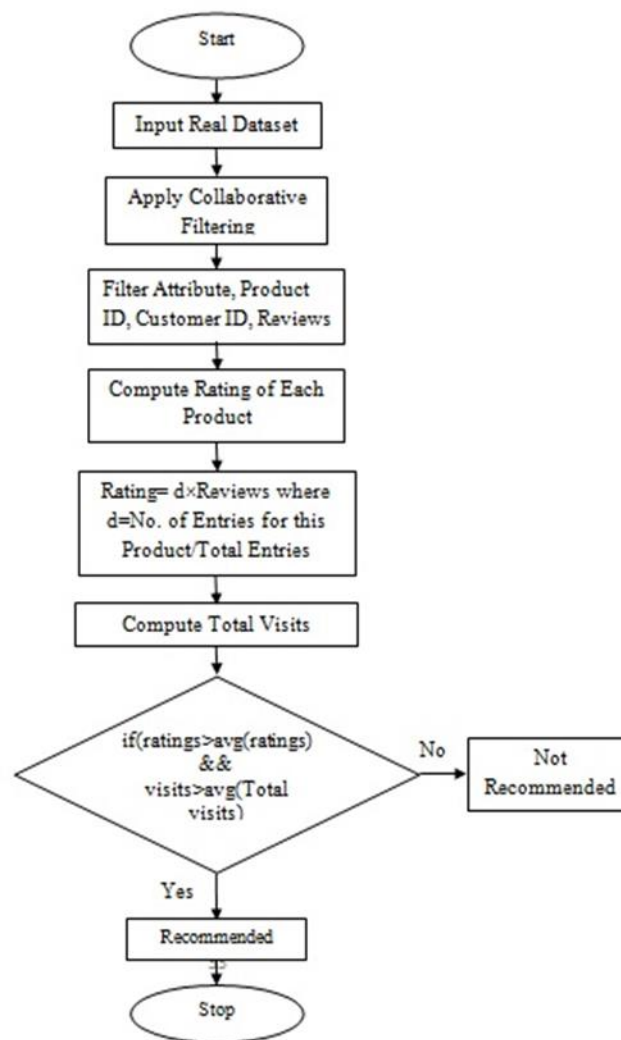 Start
Input Real Dataset
Apply Collaborative
Filtering
Filter Attribute, Product
ID, Customer ID, Reviews
Compute Rating of Each
Product
Rating= d×Reviews where
d=No. of Entries for this
Product/Total Entries
Compute Total Visits
if(ratings>avg(ratings)
&&
visits>avg(Total
visits)
No
Not
Recommended
Yes
Recommended
Stop